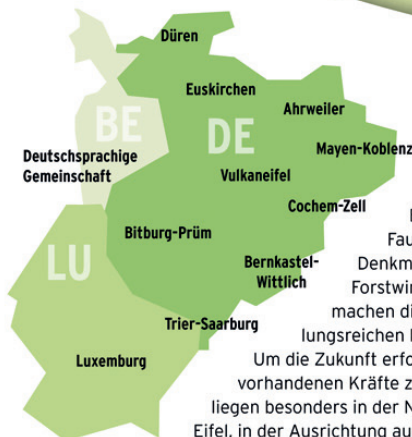 Düren
Euskirchen
Ahrweiler
BE
DE
Mayen-Koblenz
Deutschsprachige
Gemeinschaft
Vulkaneifel
Cochem-Zell
Bitburg-Prüm
LU
Bernkastel-
Wittlich
Trier-Saarburg
Luxemburg
Fau
Denkm
Forstwir
machen di
lungsreichen
Um die Zukunft erfo
vorhandenen Kräfte z
liegen besonders in der N
Eifel, in der Ausrichtung au